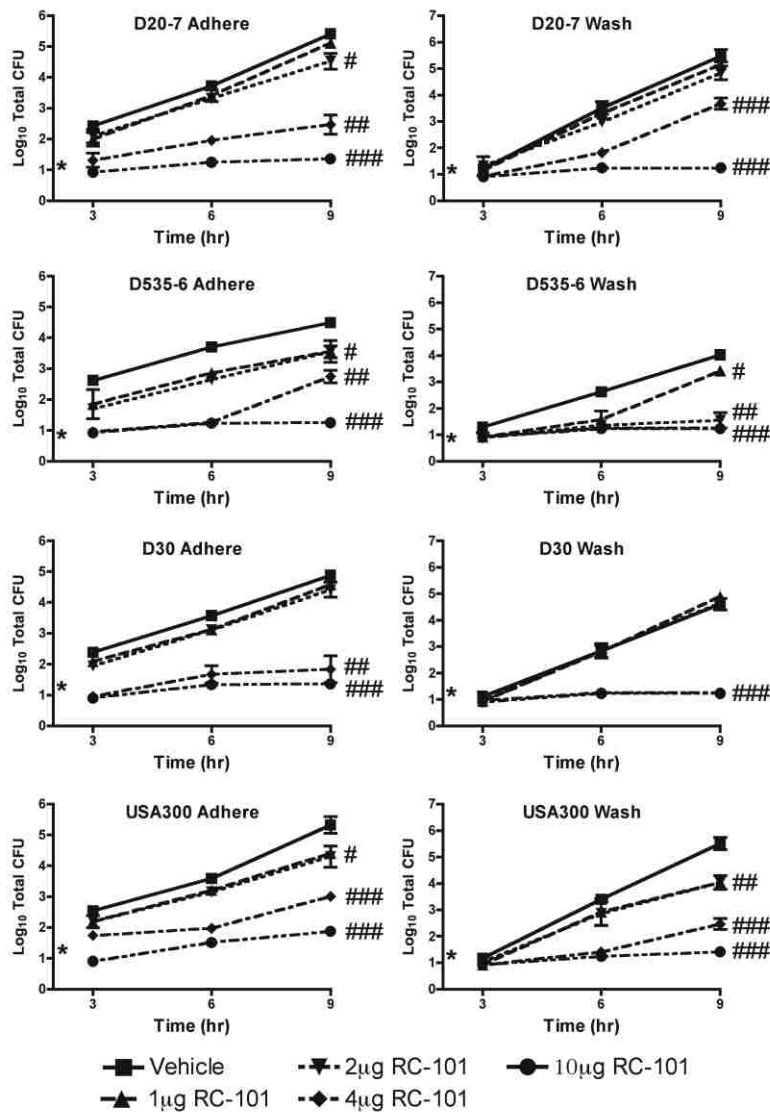 D20-7 Adhere
Log10 Total CFU
6
5
4
3
2
1
0
*
#
##
###
3 6 9
Time (hr)
D20-7 Wash
Log10 Total CFU
7
6
5
4
3
2
1
0
*
###
###
3 6 9
Time (hr)
D535-6 Adhere
Log10 Total CFU
6
5
4
3
2
1
0
*
#
##
###
3 6 9
Time (hr)
D535-6 Wash
Log10 Total CFU
7
6
5
4
3
2
1
0
*
#
##
###
3 6 9
Time (hr)
D30 Adhere
Log10 Total CFU
6
5
4
3
2
1
0
*
##
###
3 6 9
Time (hr)
D30 Wash
Log10 Total CFU
7
6
5
4
3
2
1
0
*
###
3 6 9
Time (hr)
USA300 Adhere
Log10 Total CFU
6
5
4
3
2
1
0
*
#
###
###
3 6 9
Time (hr)
USA300 Wash
Log10 Total CFU
7
6
5
4
3
2
1
0
*
##
###
###
3 6 9
Time (hr)
Vehicle 2μg RC-101 10μg RC-101
1μg RC-101 4μg RC-101